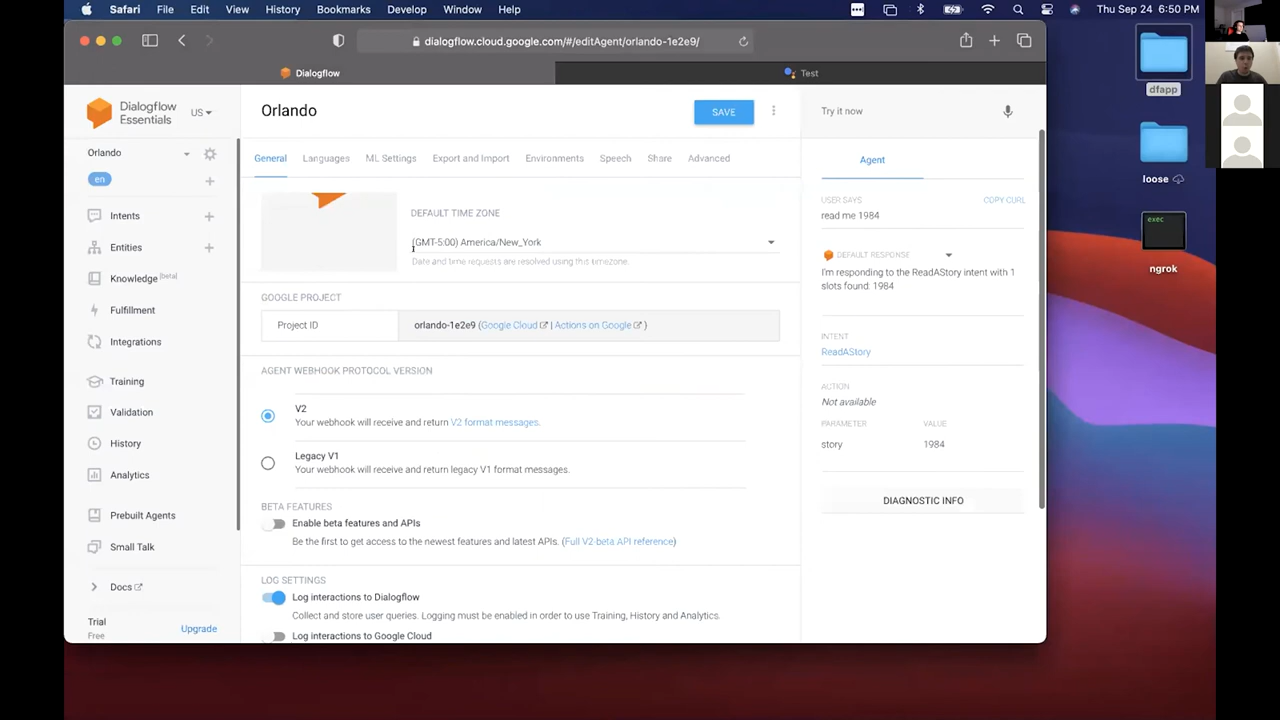 Safari File Edit View History Bookmarks Develop Window Help
Thu Sep 24 6:50 PM
dialogflow.cloud.google.com/#/editAgent/orlando-1e2e9/
Dialogflow
Test
Dialogflow
Essentials
US
Orlando
en
Intents
Entities
Knowledge [beta]
Fulfillment
Integrations
Training
Validation
History
Analytics
Prebuilt Agents
Small Talk
Docs
Trial
Free
Upgrade
Orlando
SAVE
General Languages ML Settings Export and Import Environments Speech Share Advanced
DEFAULT TIME ZONE
(GMT-5:00) America/New_York
Date and time requests are resolved using this timezone.
GOOGLE PROJECT
Project ID
orlando-1e2e9 (Google Cloud | Actions on Google )
AGENT WEBHOOK PROTOCOL VERSION
V2
Your webhook will receive and return V2 format messages.
Legacy V1
Your webhook will receive and return legacy V1 format messages.
BETA FEATURES
Enable beta features and APIs
Be the first to get access to the newest features and latest APIs. (Full V2-beta API reference)
LOG SETTINGS
Log interactions to Dialogflow
Collect and store user queries. Logging must be enabled in order to use Training, History and Analytics.
Log interactions to Google Cloud
Try it now
Agent
USER SAYS
COPY CURL
read me 1984
DEFAULT RESPONSE
I'm responding to the ReadAStory intent with 1
slots found. 1984
INTENT
ReadAStory
ACTION
Not available
PARAMETER VALUE
story 1984
DIAGNOSTIC INFO
dfapp
loose
exec
ngrok